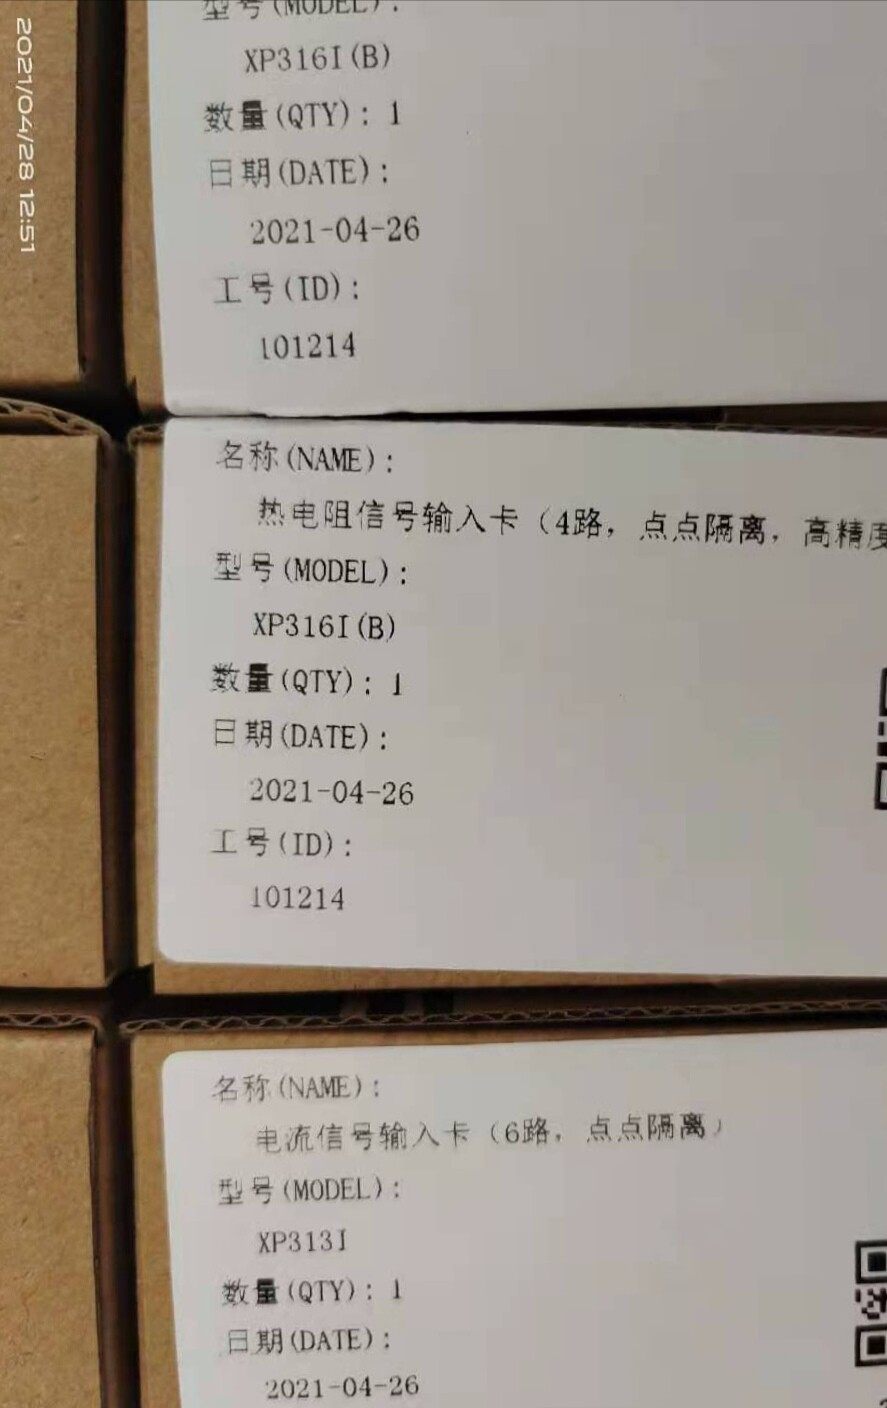 2021/04/28 12:51
型号(MODEL):
XP316I(B)
数量(QTY): 1
日期(DATE):
2021-04-26
工号(ID):
101214
名称(NAME):
热电阻信号输入卡（4路，点点隔离，高精度
型号(MODEL):
XP316I(B)
数量(QTY): 1
日期(DATE):
2021-04-26
工号(ID):
101214
名称(NAME):
电流信号输入卡（6路，点点隔离）
型号(MODEL):
XP313I
数量(QTY): 1
日期(DATE):
2021-04-26